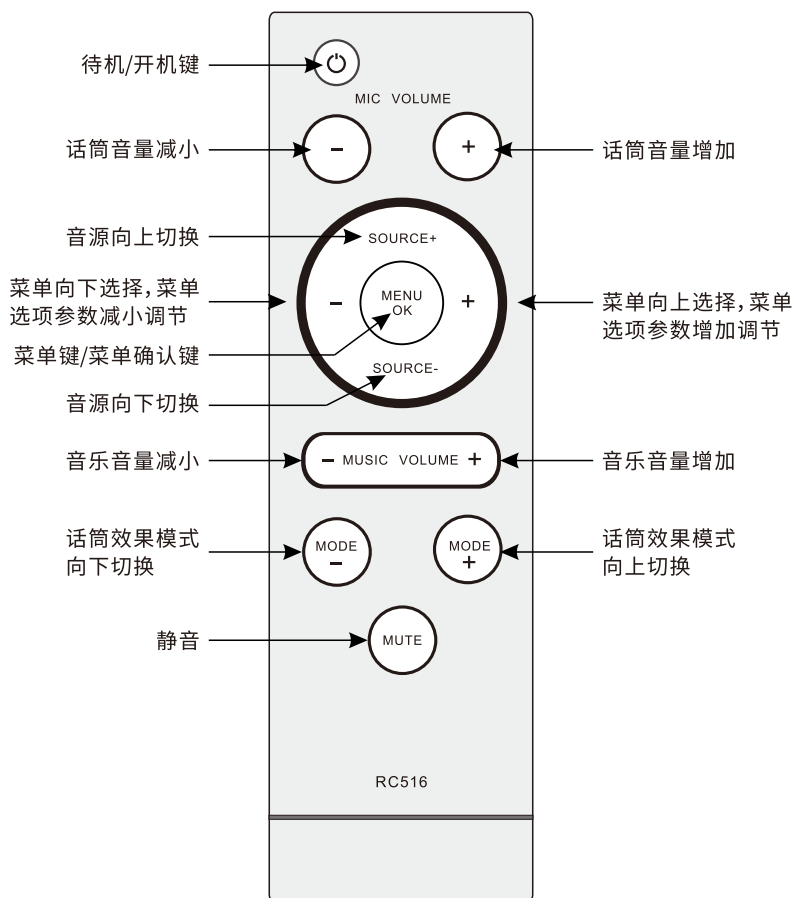 待机/开机键
MIC VOLUME
话筒音量减小
-
+
话筒音量增加
音源向上切换
SOURCE+
菜单向下选择，菜单
选项参数减小调节
-
MENU
OK
+
菜单向上选择，菜单
选项参数增加调节
菜单键/菜单确认键
SOURCE-
音源向下切换
音乐音量减小
- MUSIC VOLUME +
音乐音量增加
话筒效果模式
向下切换
MODE
-
MODE
+
话筒效果模式
向上切换
静音
MUTE
RC516